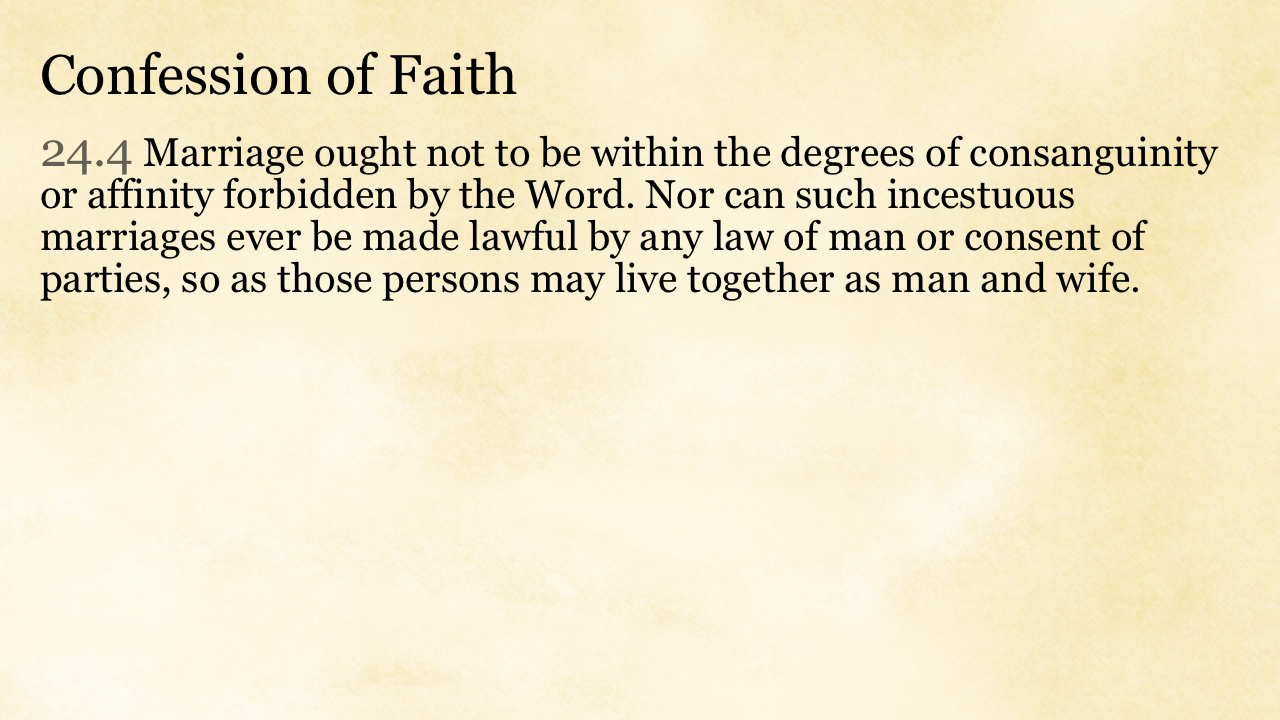 Confession of Faith
24.4 Marriage ought not to be within the degrees of consanguinity
or affinity forbidden by the Word. Nor can such incestuous
marriages ever be made lawful by any law of man or consent of
parties, so as those persons may live together as man and wife.